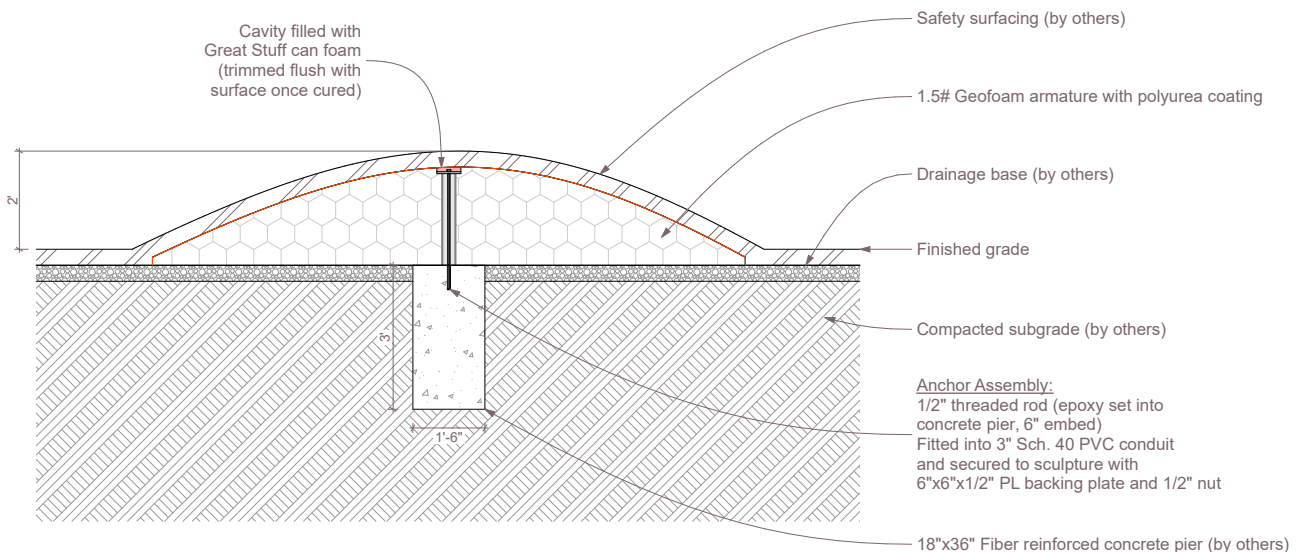 Cavity filled with
Great Stuff can foam
(trimmed flush with
surface once cured)
Safety surfacing (by others)
1.5# Geofoam armature with polyurea coating
Drainage base (by others)
2'
Finished grade
3'
Compacted subgrade (by others)
Anchor Assembly:
1/2" threaded rod (epoxy set into
concrete pier, 6" embed)
Fitted into 3" Sch. 40 PVC conduit
and secured to sculpture with
6"x6"x1/2" PL backing plate and 1/2" nut
1'-6"
18"x36" Fiber reinforced concrete pier (by others)